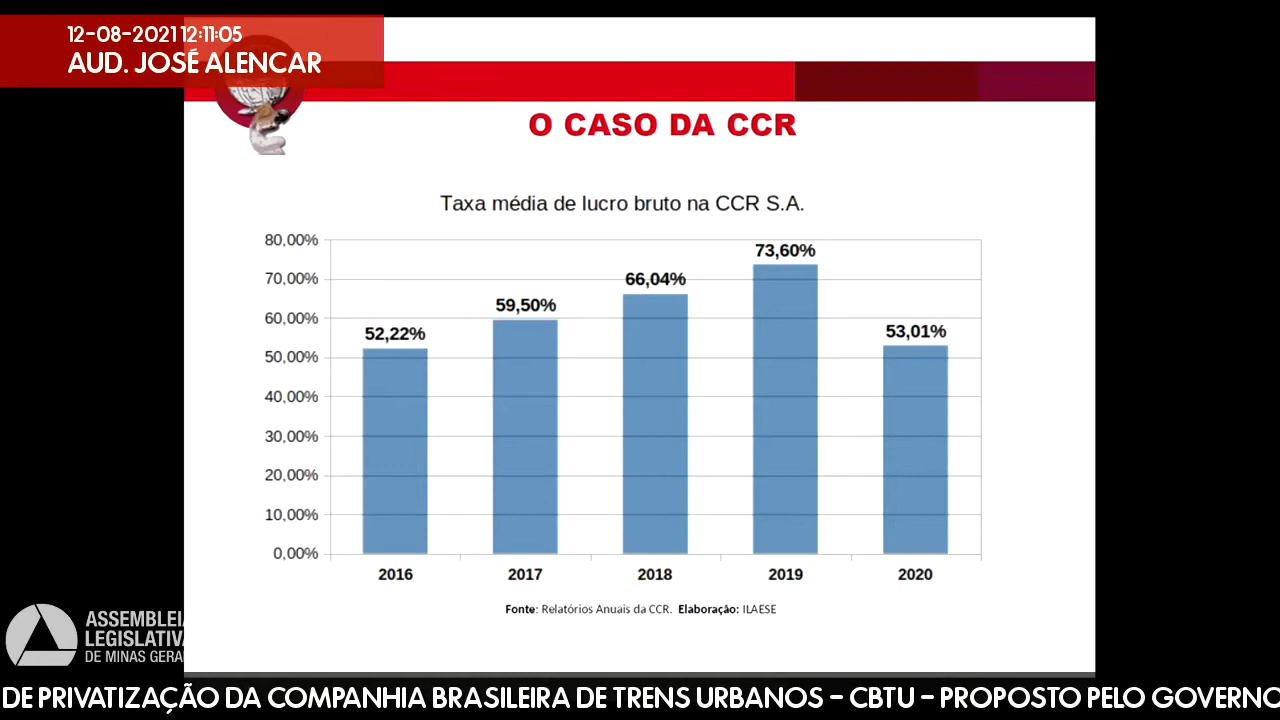 12-08-2021 12:11:05
AUD. JOSÉ ALENCAR
O CASO DA CCR
Taxa média de lucro bruto na CCR S.A.
80,00%
70,00%
60,00%
50,00%
40,00%
30,00%
20,00%
10,00%
0,00%
52,22%
59,50%
66,04%
73,60%
53,01%
2016 2017 2018 2019 2020
Fonte: Relatórios Anuais da CCR. Elaboração: ILAESE
ASSEMBLEIA
LEGISLATIVA
DE MINAS GERAI
DE PRIVATIZAÇÃO DA COMPANHIA BRASILEIRA DE TRENS URBANOS - CBTU - PROPOSTO PELO GOVERNO